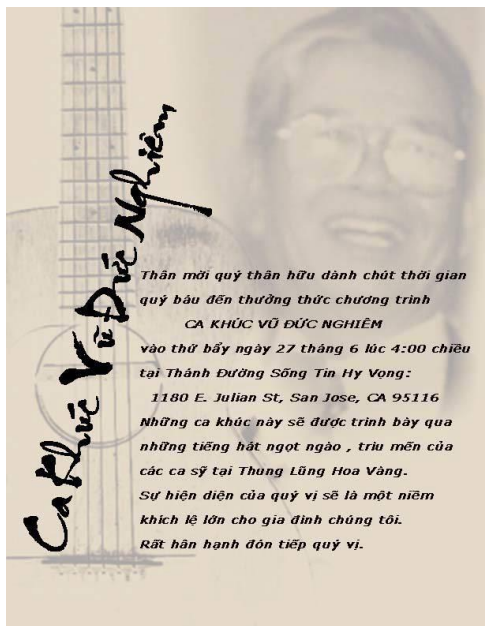 Ca Khúc Vũ Đức Nghiêm
Thân mời quý thân hữu dành chút thời gian
quý báu đến thưởng thức chương trình
CA KHÚC VŨ ĐỨC NGHIÊM
vào thứ bẩy ngày 27 tháng 6 lúc 4:00 chiều
tại Thánh Đường Sống Tin Hy Vọng:
1180 E. Julian St, San Jose, CA 95116
Những ca khúc này sẽ được trình bày qua
những tiếng hát ngọt ngào , trìu mến của
các ca sỹ tại Thung Lũng Hoa Vàng.
Sự hiện diện của quý vị sẽ là một niềm
khích lệ lớn cho gia đình chúng tôi.
Rất hân hạnh đón tiếp quý vị.